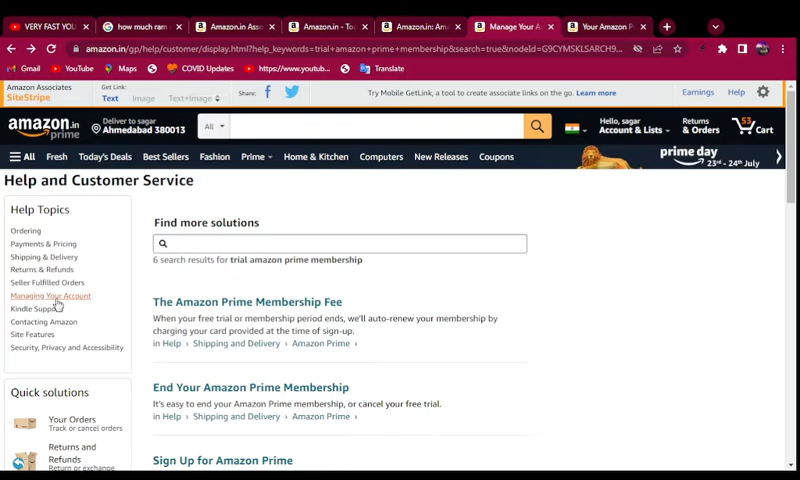 VERY FAST YOU
how much ram
Amazon.in Asso
Amazon.in - Too
Amazon.in: Ama
Manage Your A
Your Amazon P
amazon.in/gp/help/customer/display.html?help_keywords=trial+amazon+prime+membership&search=true&nodeId=G9CYMSKLSARCH9...
Gmail
YouTube
Maps
COVID Updates
https://www.youtub...
Translate
Amazon Associates
SiteStripe
Get Link:
Text
Image
Text+Image
Share:
Try Mobile GetLink, a tool to create associate links on the go. Learn more
Earnings
Help
amazon.in
prime
Deliver to sagar
Ahmedabad 380013
All
Hello, sagar
Account & Lists
Returns
& Orders
53
Cart
All
Fresh
Today's Deals
Best Sellers
Fashion
Prime
Home & Kitchen
Computers
New Releases
Coupons
prime day
23rd - 24th July
Help and Customer Service
Help Topics
Ordering
Payments & Pricing
Shipping & Delivery
Returns & Refunds
Seller Fulfilled Orders
Managing Your Account
Kindle Support
Contacting Amazon
Site Features
Security, Privacy and Accessibility
Quick solutions
Your Orders
Track or cancel orders
Returns and
Refunds
Return or exchange
Find more solutions
6 search results for trial amazon prime membership
The Amazon Prime Membership Fee
When your free trial or membership period ends, we'll auto-renew your membership by
charging your card provided at the time of sign-up.
in Help › Shipping and Delivery › Amazon Prime ›
End Your Amazon Prime Membership
It's easy to end your Amazon Prime membership, or cancel your free trial.
in Help › Shipping and Delivery › Amazon Prime ›
Sign Up for Amazon Prime